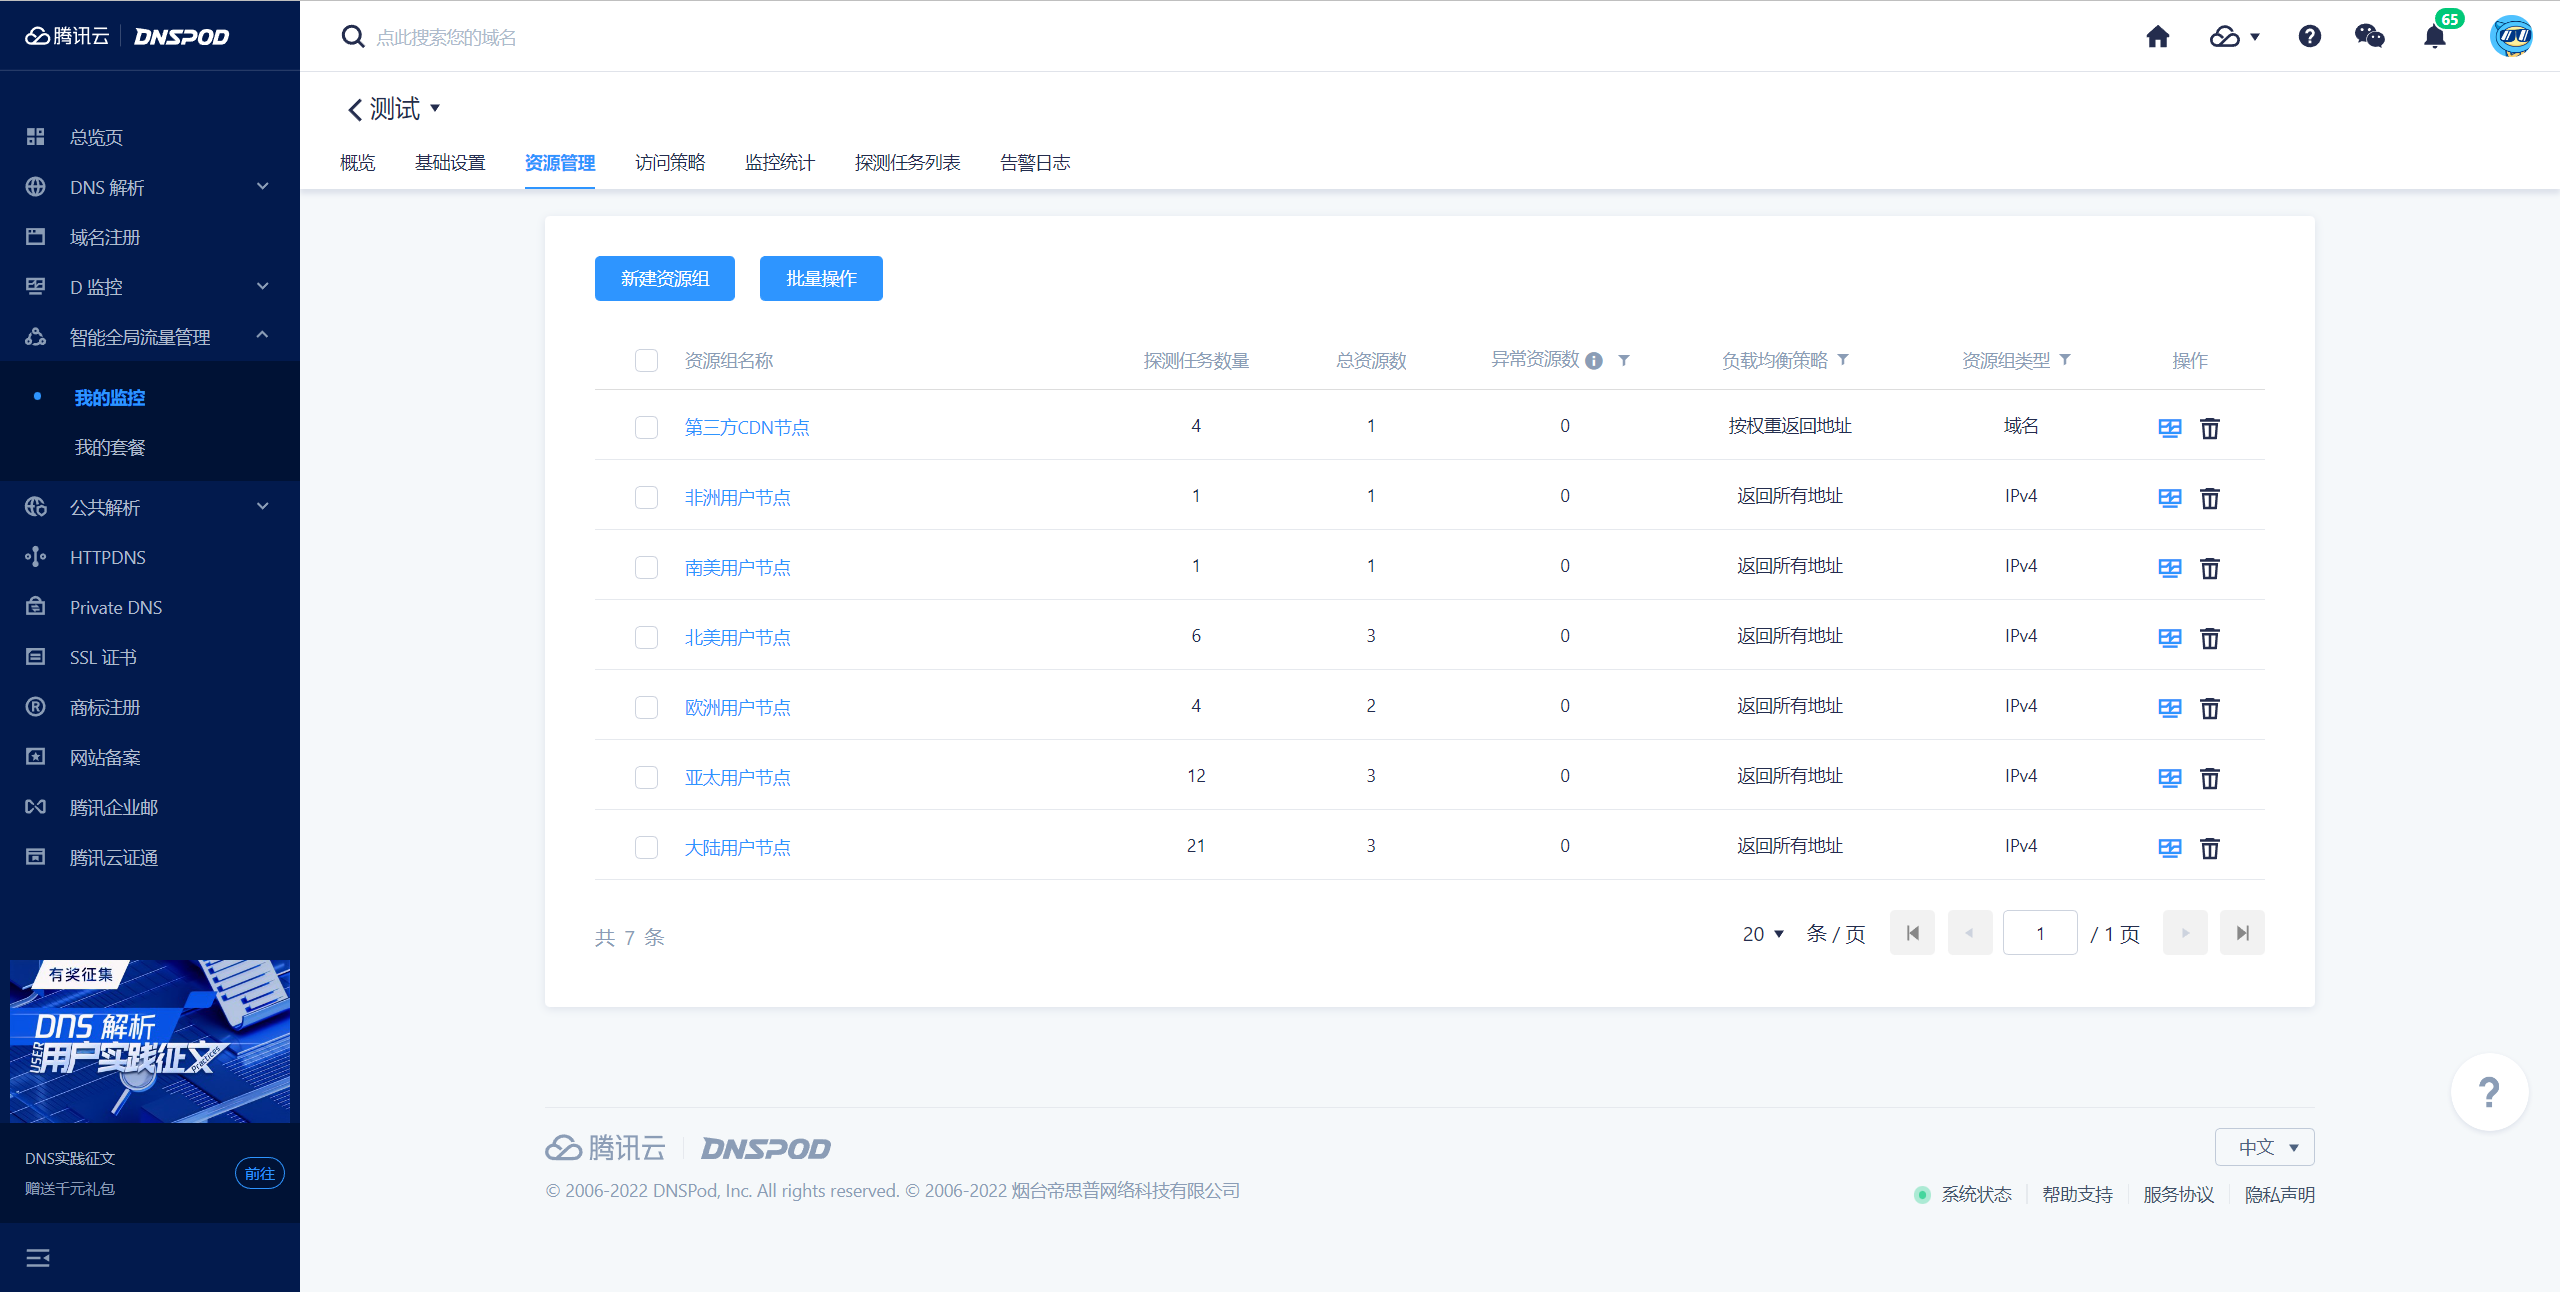 腾讯云 DNSPOD
点此搜索您的域名
65
总览页
DNS 解析
域名注册
D 监控
智能全局流量管理
我的监控
我的套餐
公共解析
HTTPDNS
Private DNS
SSL 证书
商标注册
网站备案
腾讯企业邮
腾讯云证通
有奖征集
DNS 解析
用户实践征文
USER
Practices
DNS实践征文
赠送千元礼包
前往
测试
概览 基础设置 资源管理 访问策略 监控统计 探测任务列表 告警日志
新建资源组 批量操作
资源组名称 探测任务数量 总资源数 异常资源数 负载均衡策略 资源组类型 操作
第三方CDN节点 4 1 0 按权重返回地址 域名
非洲用户节点 1 1 0 返回所有地址 IPv4
南美用户节点 1 1 0 返回所有地址 IPv4
北美用户节点 6 3 0 返回所有地址 IPv4
欧洲用户节点 4 2 0 返回所有地址 IPv4
亚太用户节点 12 3 0 返回所有地址 IPv4
大陆用户节点 21 3 0 返回所有地址 IPv4
共 7 条 20 条 / 页 1 / 1 页
腾讯云 DNSPOD
中文
© 2006-2022 DNSPod, Inc. All rights reserved. © 2006-2022 烟台帝思普网络科技有限公司
系统状态 帮助支持 服务协议 隐私声明